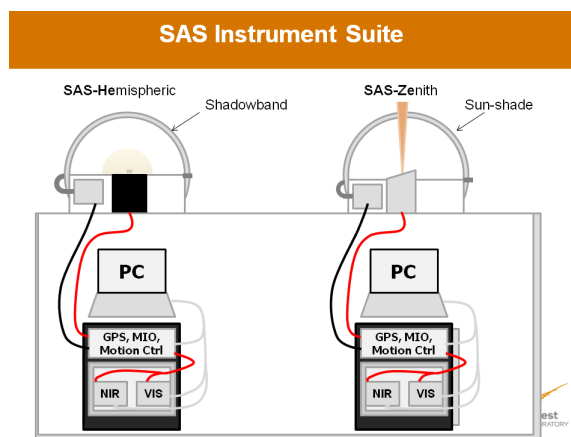 SAS Instrument Suite
SAS-Hemispheric
Shadowband
SAS-Zenith
Sun-shade
PC
GPS, MIO,
Motion Ctrl
NIR VIS
PC
GPS, MIO,
Motion Ctrl
NIR VIS